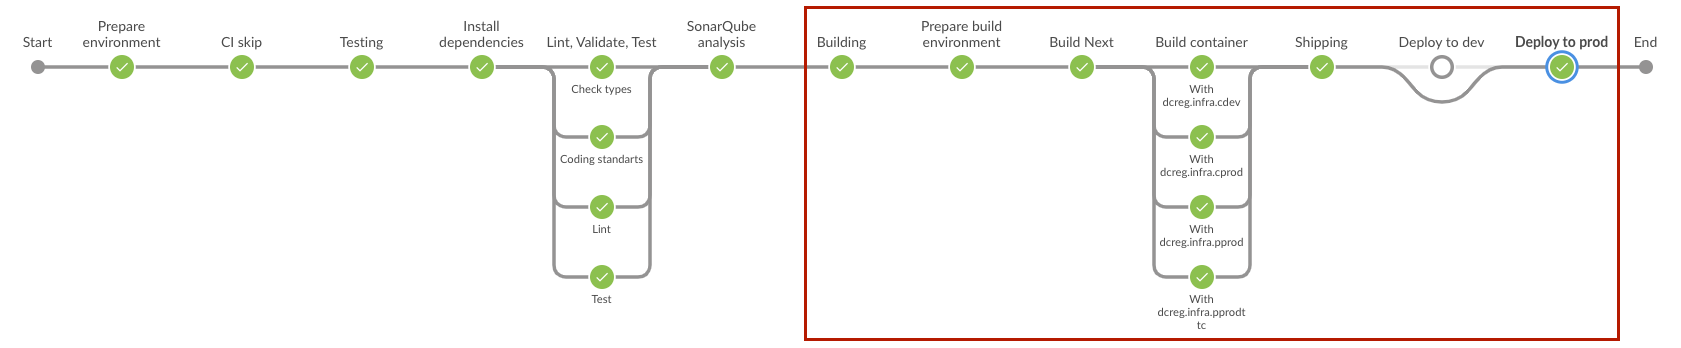 Start
Prepare
environment
CI skip
Testing
Install
dependencies
Lint, Validate, Test
SonarQube
analysis
Building
Prepare build
environment
Build Next
Build container
Shipping
Deploy to dev
Deploy to prod
End
Check types
Coding standarts
Lint
Test
With
dcreg.infra.cdev
With
dcreg.infra.cprod
With
dcreg.infra.pprod
With
dcreg.infra.pprodt
tc